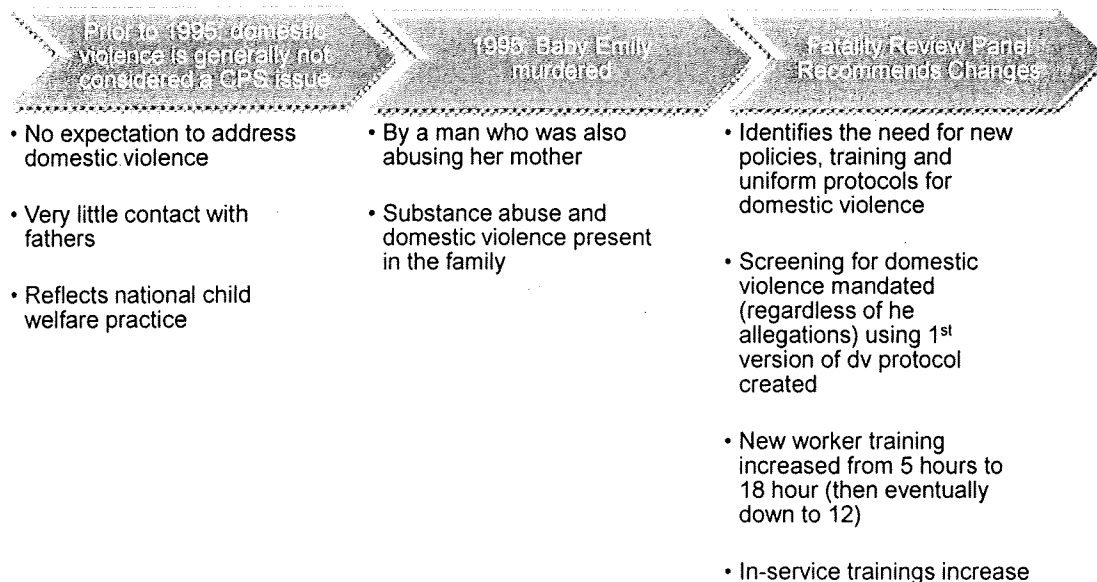 Prior to 1995: domestic
violence is generally not
considered a CPS issue
• No expectation to address
domestic violence
• Very little contact with
fathers
• Reflects national child
welfare practice
1995: Baby Emily
murdered
• By a man who was also
abusing her mother
• Substance abuse and
domestic violence present
in the family
Fatality Review Panel
Recommends Changes
• Identifies the need for new
policies, training and
uniform protocols for
domestic violence
• Screening for domestic
violence mandated
(regardless of he
allegations) using 1st
version of dv protocol
created
• New worker training
increased from 5 hours to
18 hour (then eventually
down to 12)
• In-service trainings increase